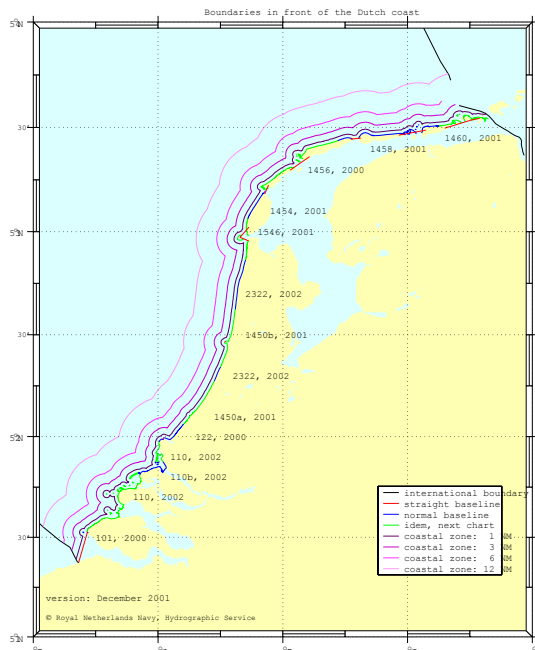 Boundaries in front of the Dutch coast
30'
1460, 2001
1458, 2001
1456, 2000
1454, 2001
1546, 2001
2322, 2002
30'
1450b, 2001
2322, 2002
1450a, 2001
122, 2000
110, 2002
110b, 2002
110, 2002
101, 2000
30'
international boundary
straight baseline
normal baseline
idem, next chart
coastal zone: 1 NM
coastal zone: 3 NM
coastal zone: 6 NM
coastal zone: 12 NM
version: December 2001
© Royal Netherlands Navy, Hydrographic Service